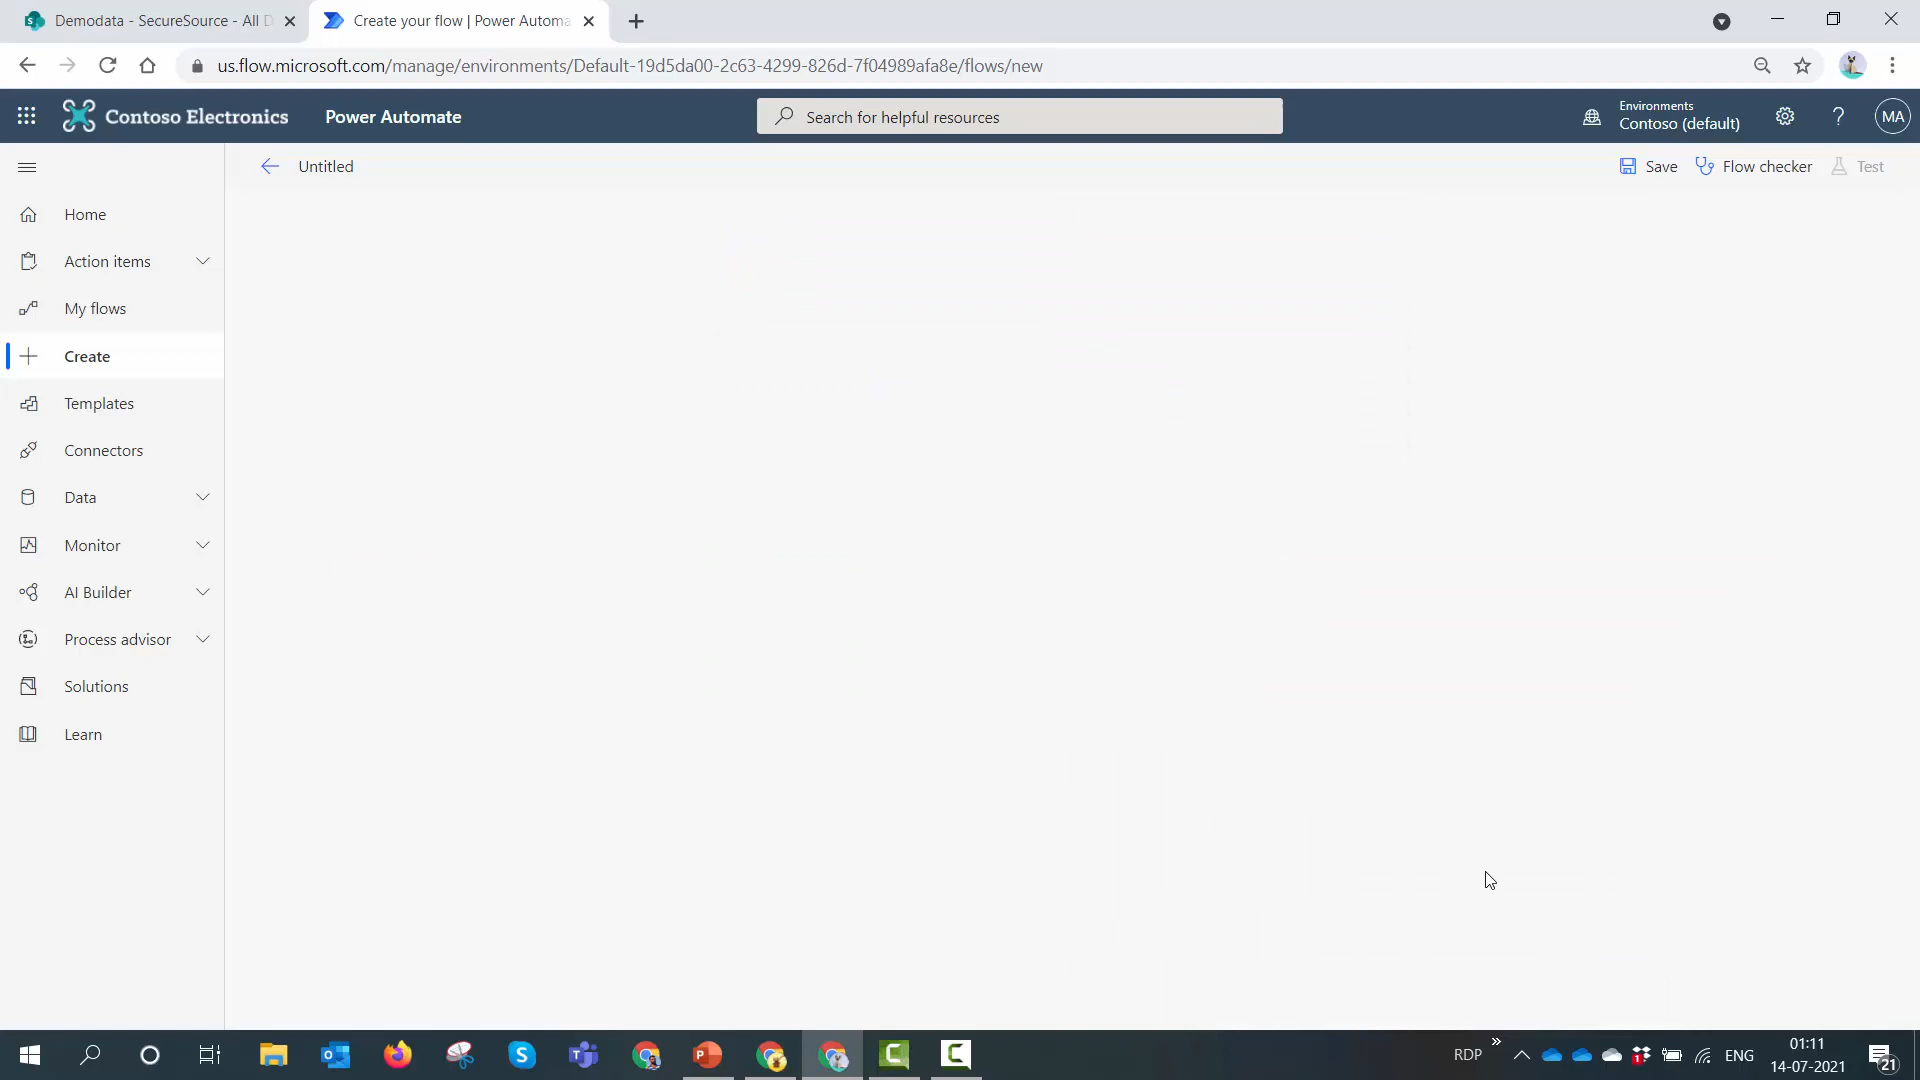 Demodata - SecureSource - All D
Create your flow | Power Automa
us.flow.microsoft.com/manage/environments/Default-19d5da00-2c63-4299-826d-7f04989afa8e/flows/new
Contoso Electronics
Power Automate
Search for helpful resources
Environments
Contoso (default)
MA
Untitled
Save
Flow checker
Test
Home
Action items
My flows
Create
Templates
Connectors
Data
Monitor
AI Builder
Process advisor
Solutions
Learn
RDP
ENG
01:11
14-07-2021
21